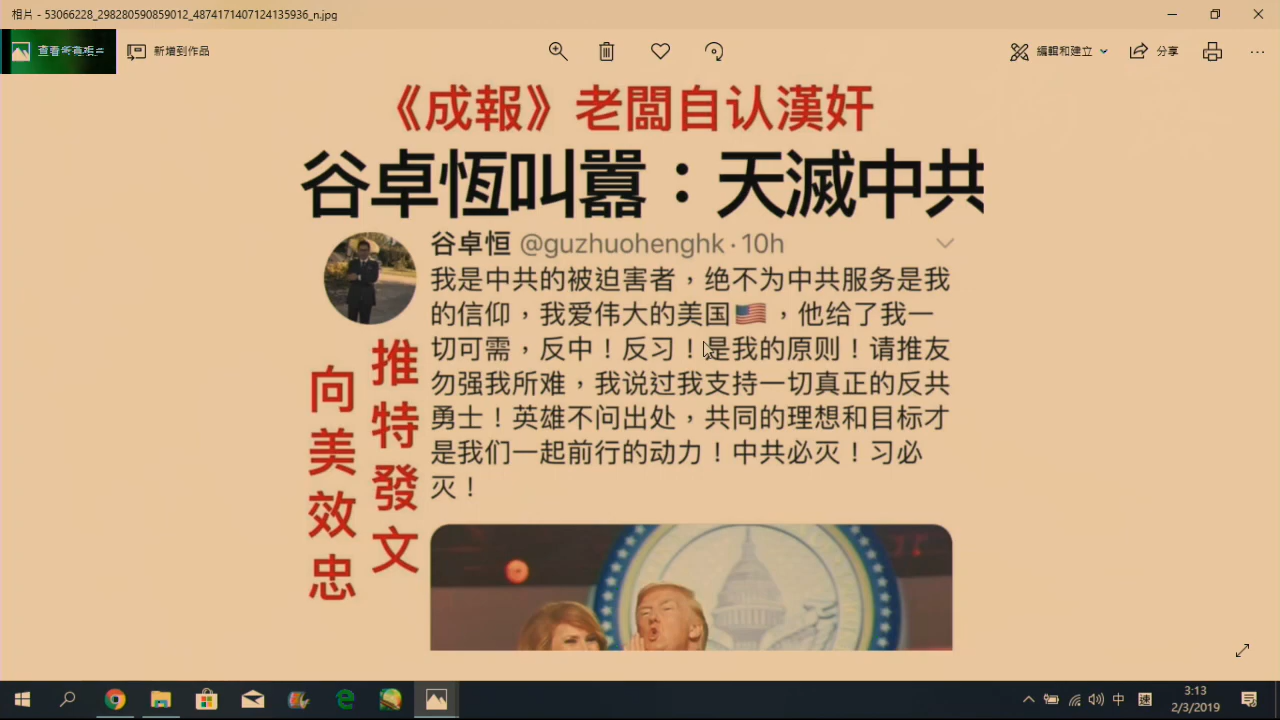 相片 - 53066228_298280590859012_4874171407124135936_n.jpg
新增到作品
編輯和建立
分享
《成報》老闆自认漢奸
谷卓恆叫囂：天滅中共
谷卓恒 @guzhuohenghk · 10h
我是中共的被迫害者，绝不为中共服务是我
的信仰，我爱伟大的美国🇺🇸，他给了我一
切可需，反中！反习！是我的原则！请推友
勿强我所难，我说过我支持一切真正的反共
勇士！英雄不问出处，共同的理想和目标才
是我们一起前行的动力！中共必灭！习必
灭！
推特發文
向美效忠
中
3:13
2/3/2019